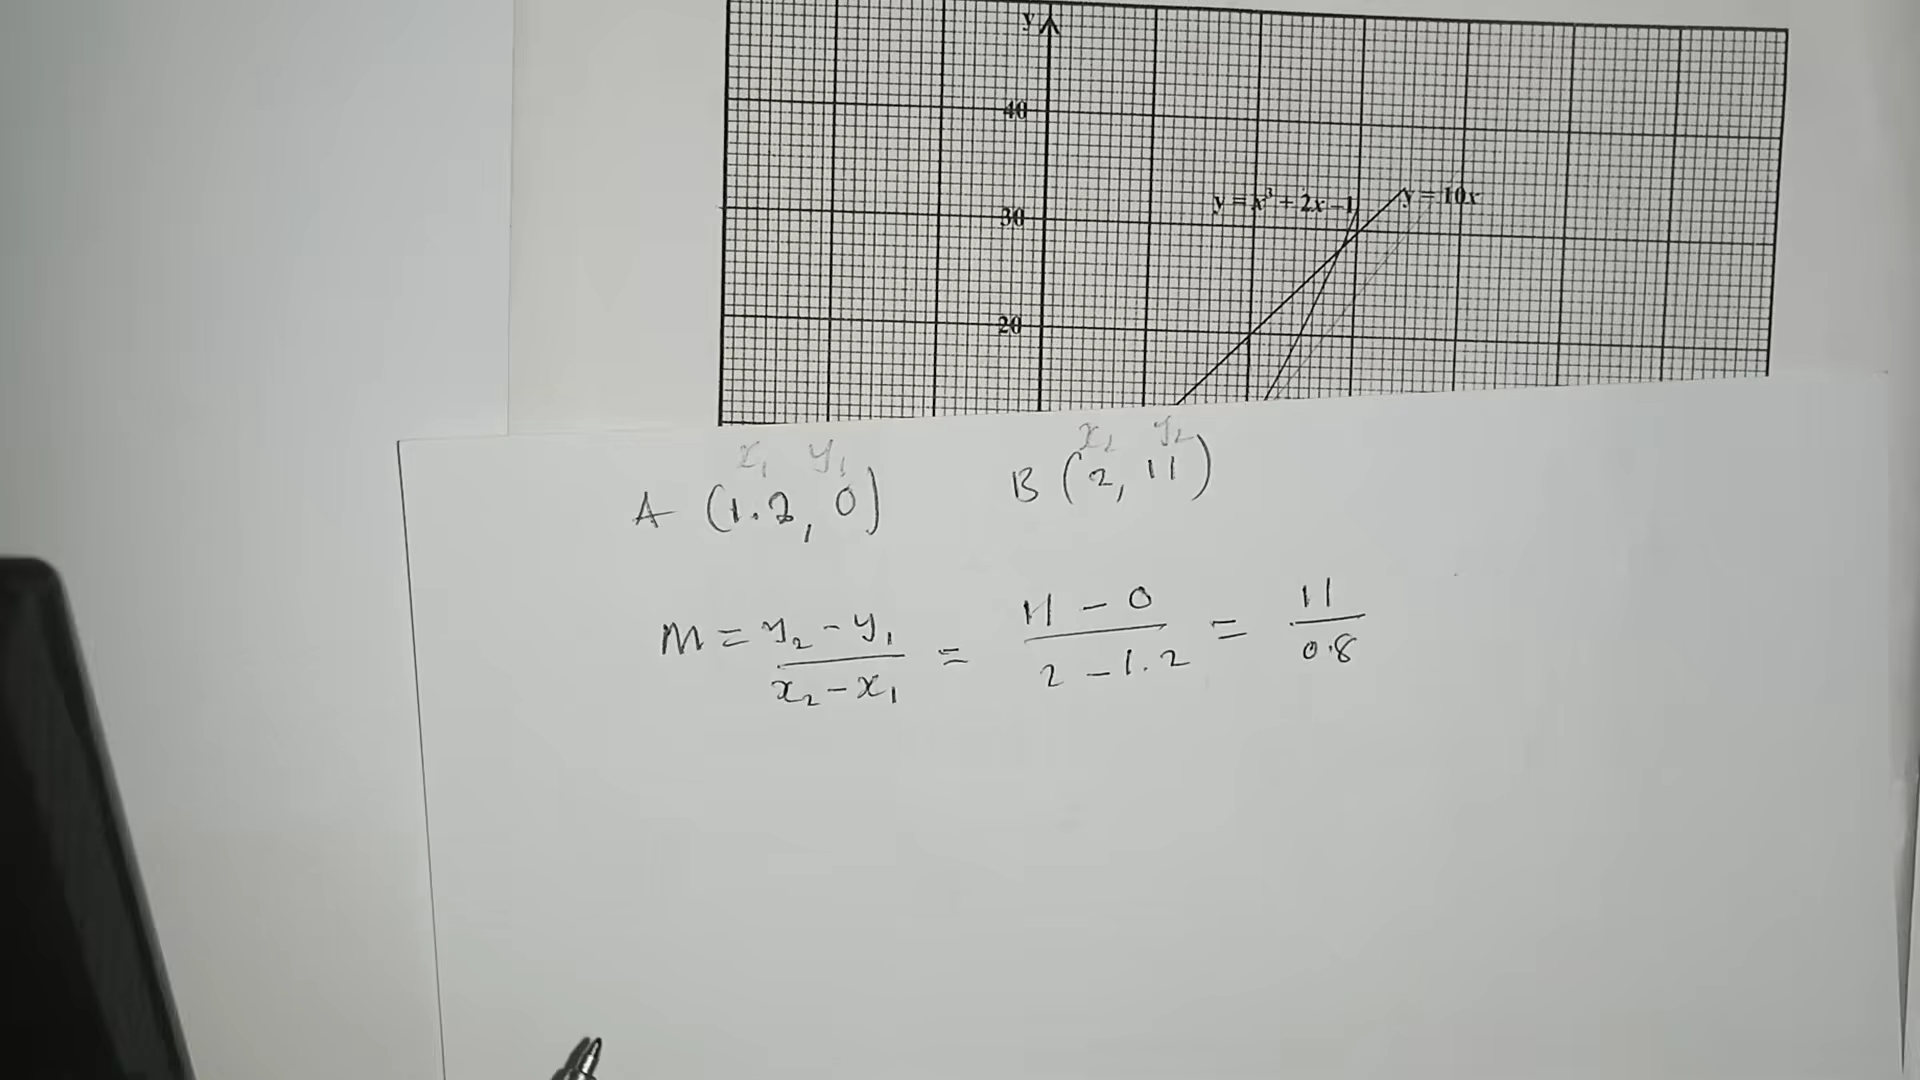 y
40
y = x³ + 2x - 1 y = 10x
30
20
x₁ y₁ x₂ y₂
A (1.2, 0) B (2, 11)
M = y₂ - y₁ / x₂ - x₁ = 11 - 0 / 2 - 1.2 = 11 / 0.8